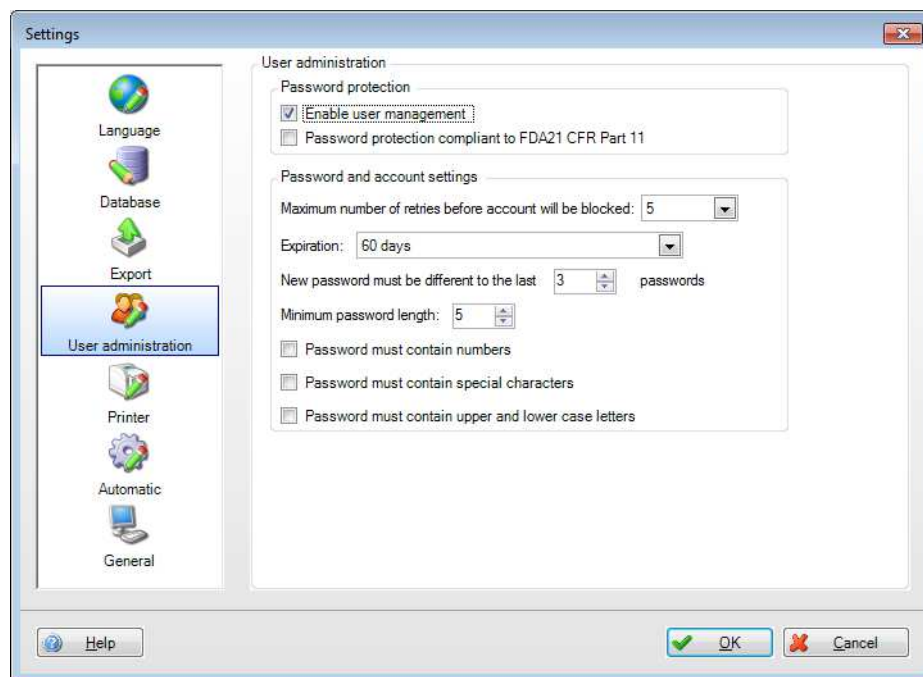 Settings
Language
Database
Export
User administration
Printer
Automatic
General
User administration
Password protection
Enable user management
Password protection compliant to FDA21 CFR Part 11
Password and account settings
Maximum number of retries before account will be blocked: 5
Expiration: 60 days
New password must be different to the last 3 passwords
Minimum password length: 5
Password must contain numbers
Password must contain special characters
Password must contain upper and lower case letters
Help OK Cancel